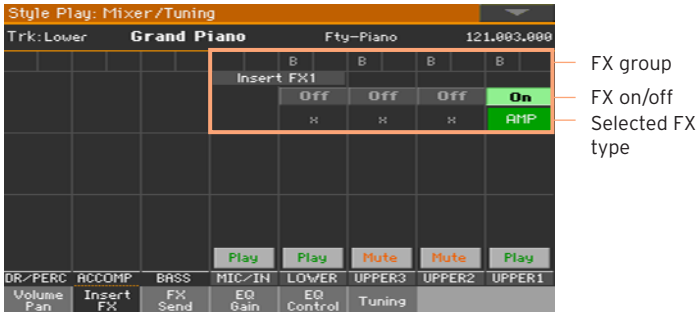 Style Play: Mixer/Tuning
Trk:Lower Grand Piano Fty-Piano 121.003.000
B B B B FX group
Insert FX1
Off Off Off On FX on/off
x x x AMP Selected FX type
Play Play Mute Mute Play
DR/PERC ACCOMP BASS MIC/IN LOWER UPPER3 UPPER2 UPPER1
Volume Pan Insert FX FX Send EQ Gain EQ Control Tuning